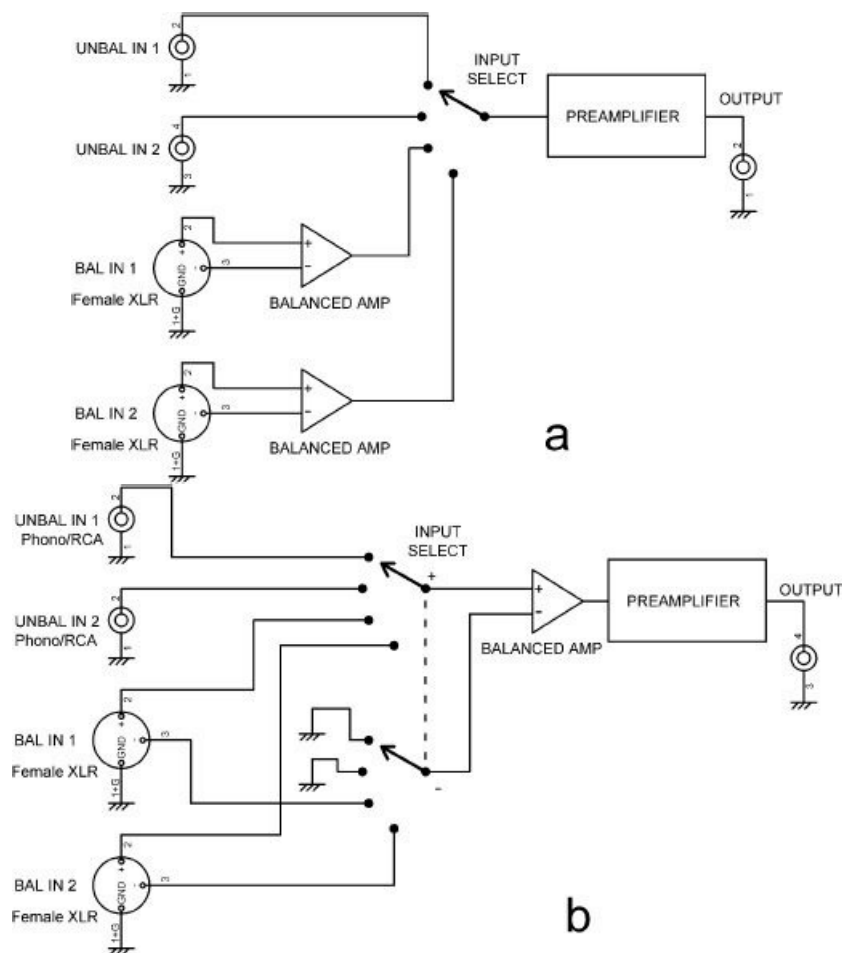 UNBAL IN 1
2
1
INPUT
SELECT
PREAMPLIFIER
OUTPUT
2
1
UNBAL IN 2
4
3
BAL IN 1
Female XLR
+
-
GND
2
3
1+G
+
-
BALANCED AMP
BAL IN 2
Female XLR
+
-
GND
2
3
1+G
+
-
BALANCED AMP
a
UNBAL IN 1
Phono/RCA
2
1
INPUT
SELECT
+
+
-
BALANCED AMP
PREAMPLIFIER
OUTPUT
4
3
UNBAL IN 2
Phono/RCA
2
1
BAL IN 1
Female XLR
+
-
GND
2
3
1+G
-
BAL IN 2
Female XLR
+
-
GND
2
3
1+G
b